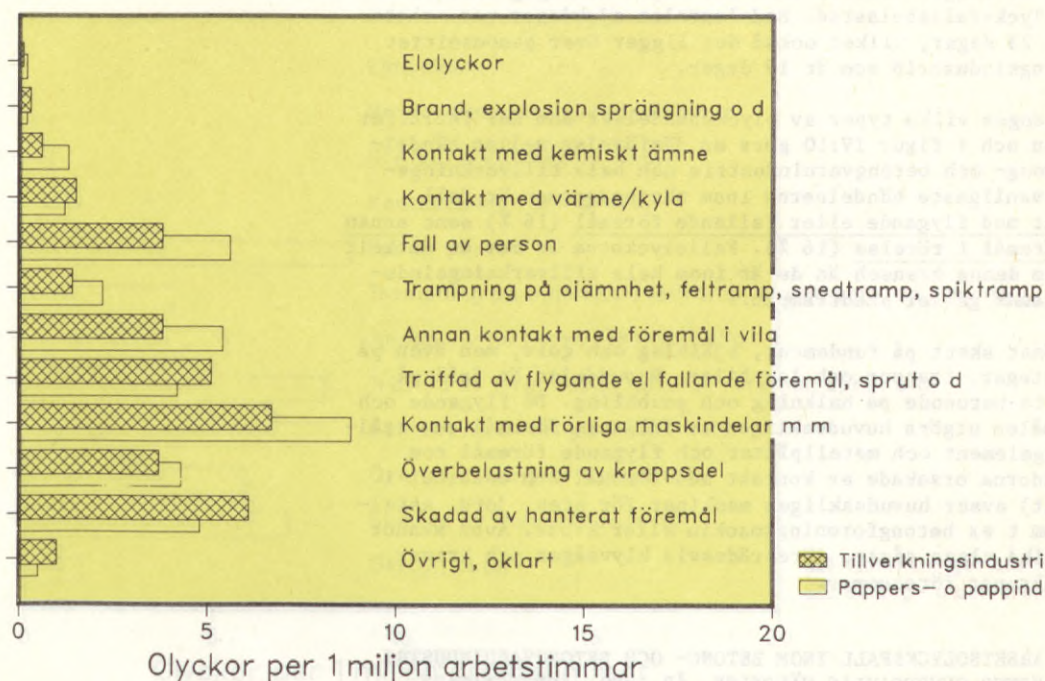 Elolyckor
Brand, explosion sprängning o d
Kontakt med kemiskt ämne
Kontakt med värme/kyla
Fall av person
Trampning på ojämnhet, feltramp, snedtramp, spiktramp
Annan kontakt med föremål i vila
Träffad av flygande el fallande föremål, sprut o d
Kontakt med rörliga maskindelar m m
Överbelastning av kroppsdel
Skadad av hanterat föremål
Övrigt, oklart
Tillverkningsindustri
Pappers- o pappind
0 5 10 15 20
Olyckor per 1 miljon arbetstimmar